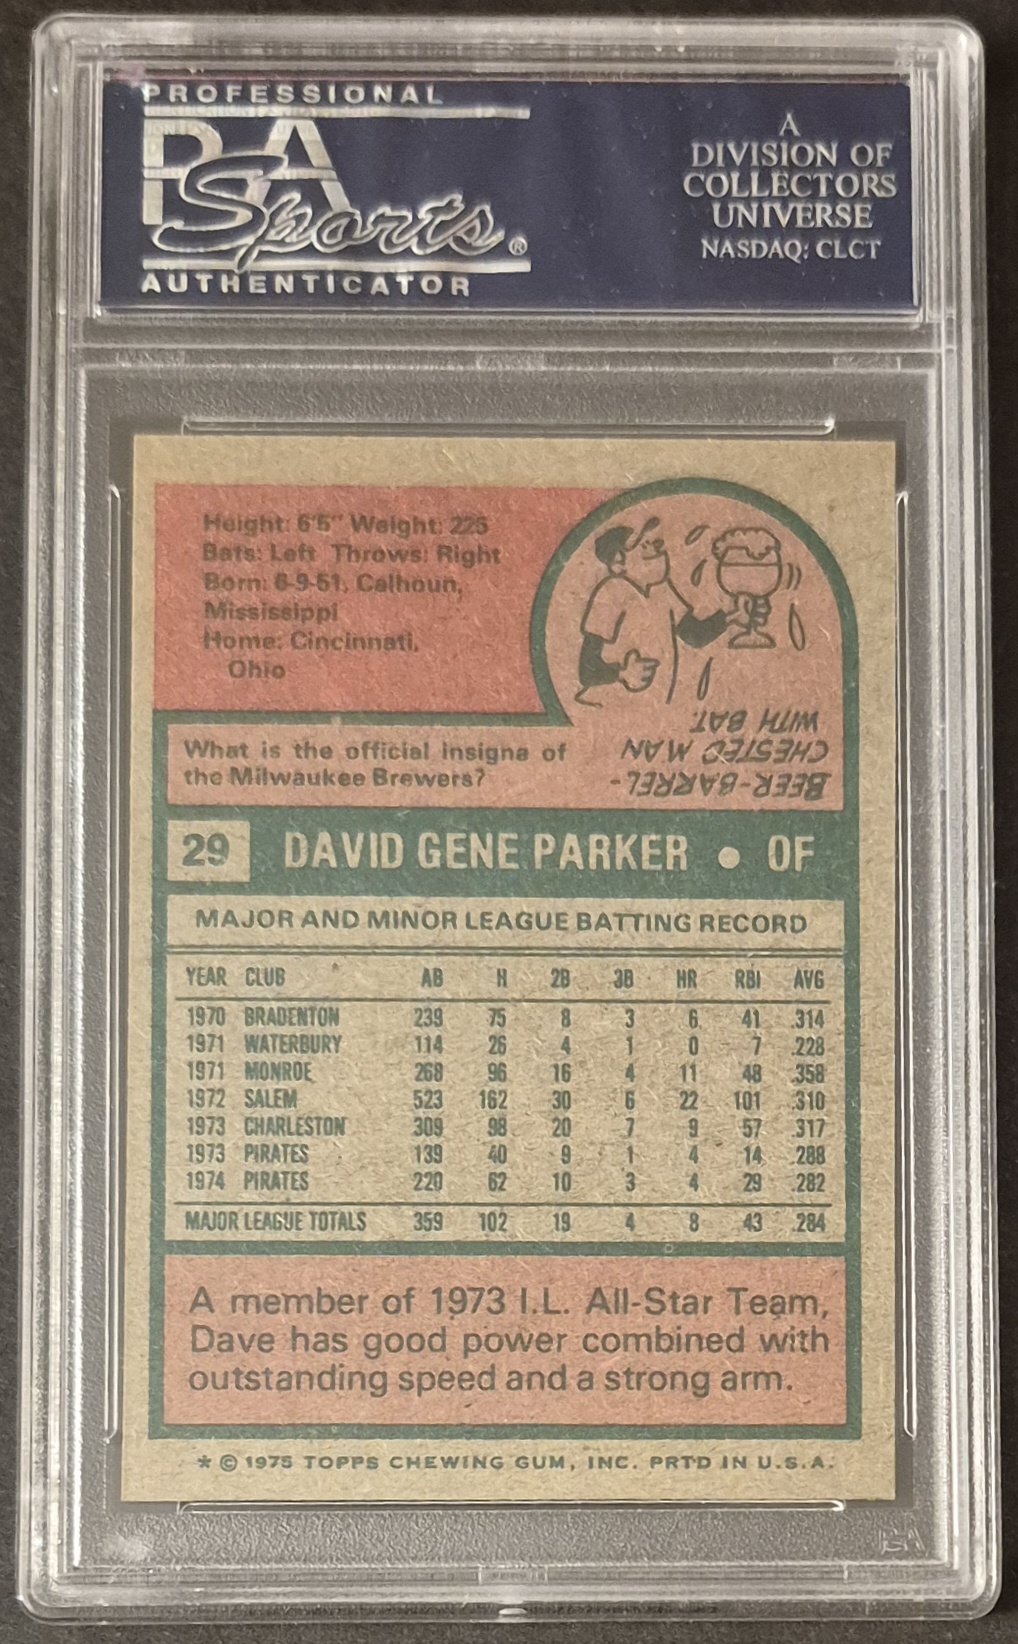 PROFESSIONAL
PSA
Sports®
AUTHENTICATOR
A
DIVISION OF
COLLECTORS
UNIVERSE
NASDAQ: CLCT
Height: 6'5" Weight: 225
Bats: Left Throws: Right
Born: 6-9-51, Calhoun,
Mississippi
Home: Cincinnati,
Ohio
What is the official insigna of
the Milwaukee Brewers?
BEER-BARREL-
CHESTED MAN
WITH BAT.
29 DAVID GENE PARKER • OF
MAJOR AND MINOR LEAGUE BATTING RECORD
YEAR CLUB AB H 2B 3B HR RBI AVG
1970 BRADENTON 239 75 8 3 6 41 .314
1971 WATERBURY 114 26 4 1 0 7 .228
1971 MONROE 268 96 16 4 11 48 .358
1972 SALEM 523 162 30 6 22 101 .310
1973 CHARLESTON 309 98 20 7 9 57 .317
1973 PIRATES 139 40 9 1 4 14 .288
1974 PIRATES 220 62 10 3 4 29 .282
MAJOR LEAGUE TOTALS 359 102 19 4 8 43 .284
A member of 1973 I.L. All-Star Team,
Dave has good power combined with
outstanding speed and a strong arm.
* © 1975 TOPPS CHEWING GUM, INC. PRTD IN U.S.A.
PSA